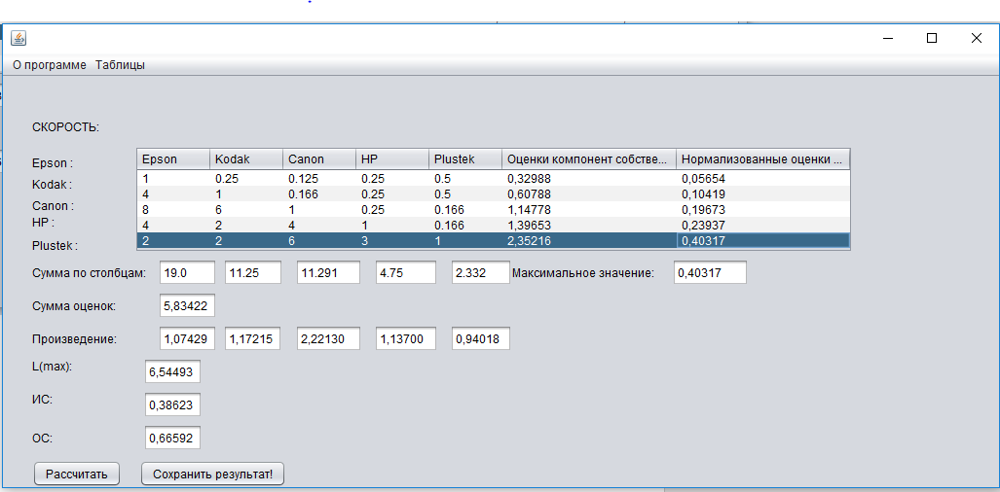 О программе Таблицы
СКОРОСТЬ:
Epson Kodak Canon HP Plustek Оценки компонент собстве... Нормализованные оценки ...
Epson : 1 0.25 0.125 0.25 0.5 0,32988 0,05654
Kodak : 4 1 0.166 0.25 0.5 0,60788 0,10419
Canon : 8 6 1 0.25 0.166 1,14778 0,19673
HP : 4 2 4 1 0.166 1,39653 0,23937
Plustek : 2 2 6 3 1 2,35216 0,40317
Сумма по столбцам: 19.0 11.25 11.291 4.75 2.332 Максимальное значение: 0,40317
Сумма оценок: 5,83422
Произведение: 1,07429 1,17215 2,22130 1,13700 0,94018
L(max): 6,54493
ИС: 0,38623
ОС: 0,66592
Рассчитать Сохранить результат!